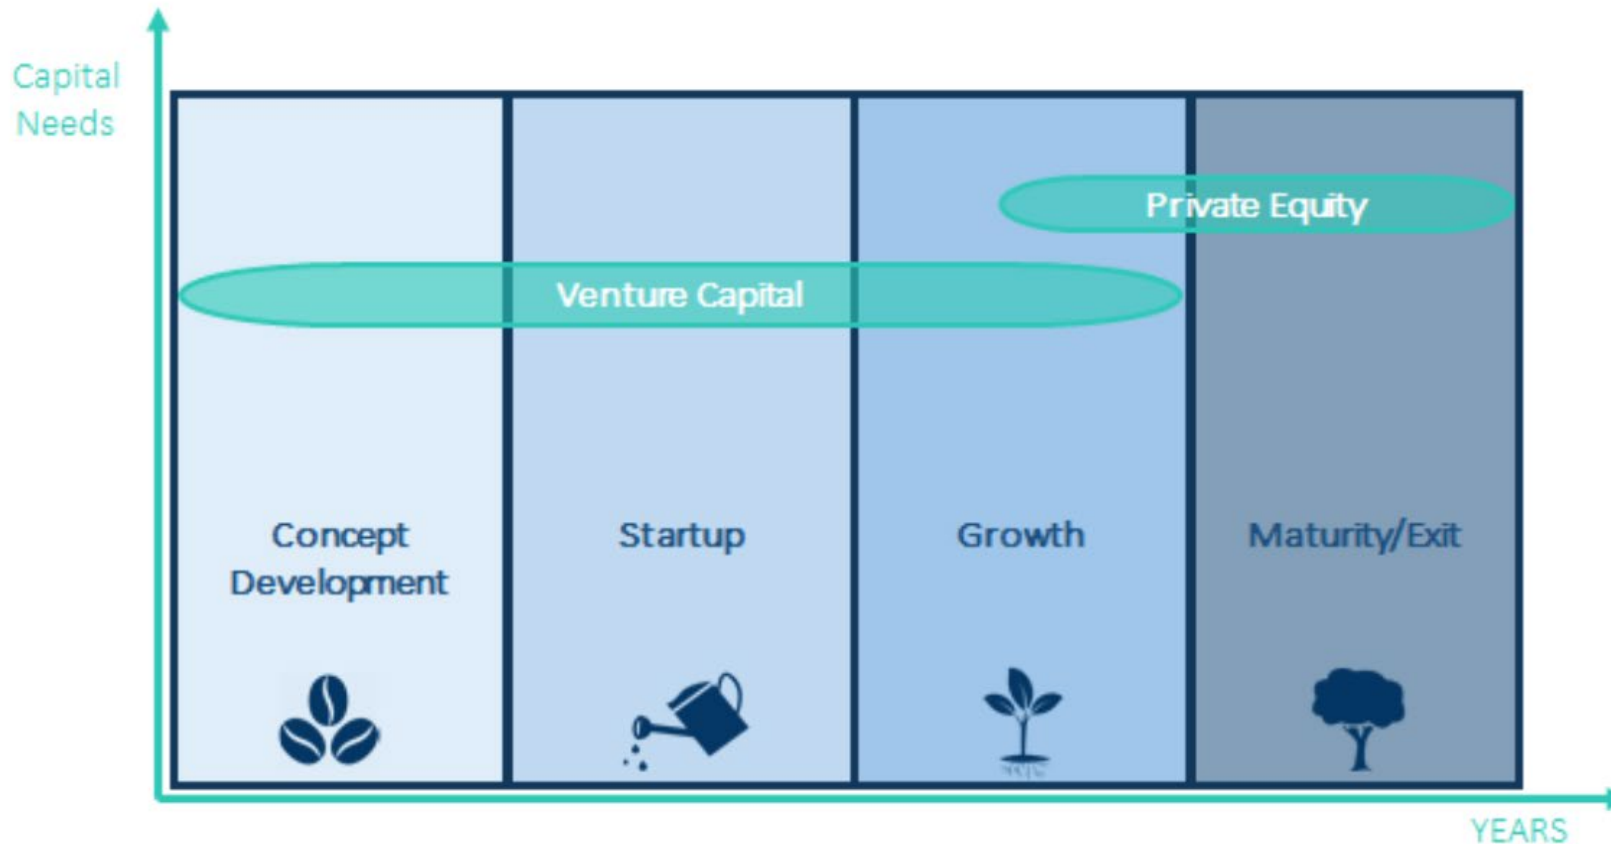 Capital
Needs
Private Equity
Venture Capital
Concept
Development
Startup
Growth
Maturity/Exit
YEARS